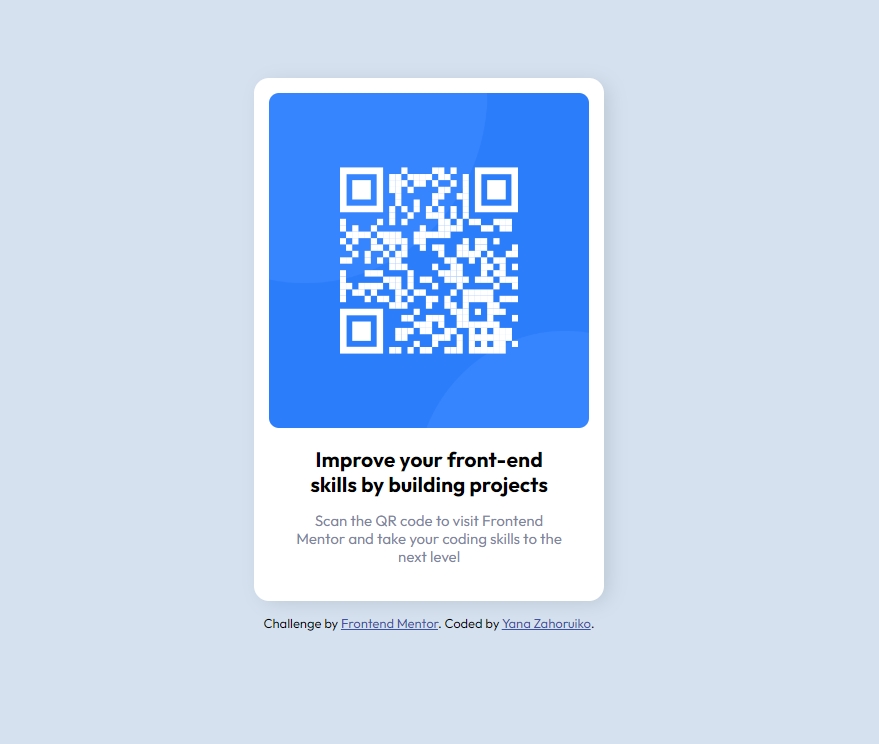 Improve your front-end
skills by building projects
Scan the QR code to visit Frontend
Mentor and take your coding skills to the
next level
Challenge by Frontend Mentor. Coded by Yana Zahoruiko.